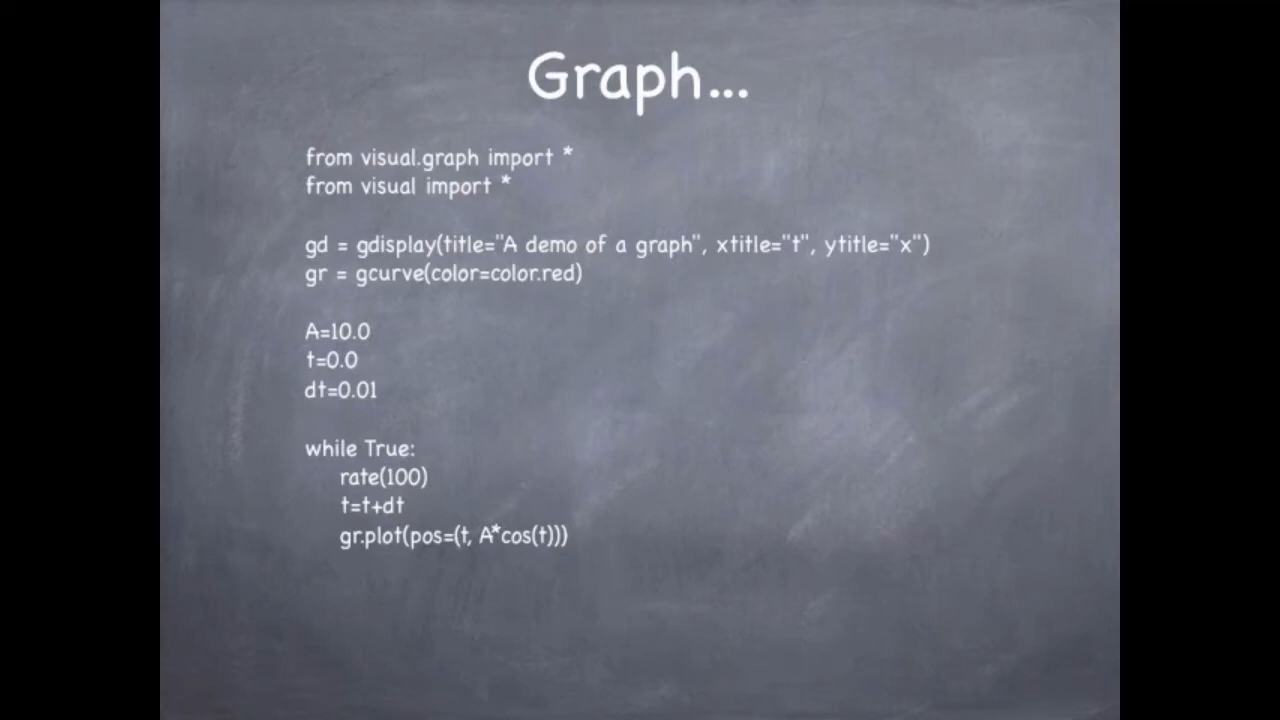 Graph...
from visual.graph import *
from visual import *
gd = gdisplay(title="A demo of a graph", xtitle="t", ytitle="x")
gr = gcurve(color=color.red)
A=10.0
t=0.0
dt=0.01
while True:
rate(100)
t=t+dt
gr.plot(pos=(t, A*cos(t)))